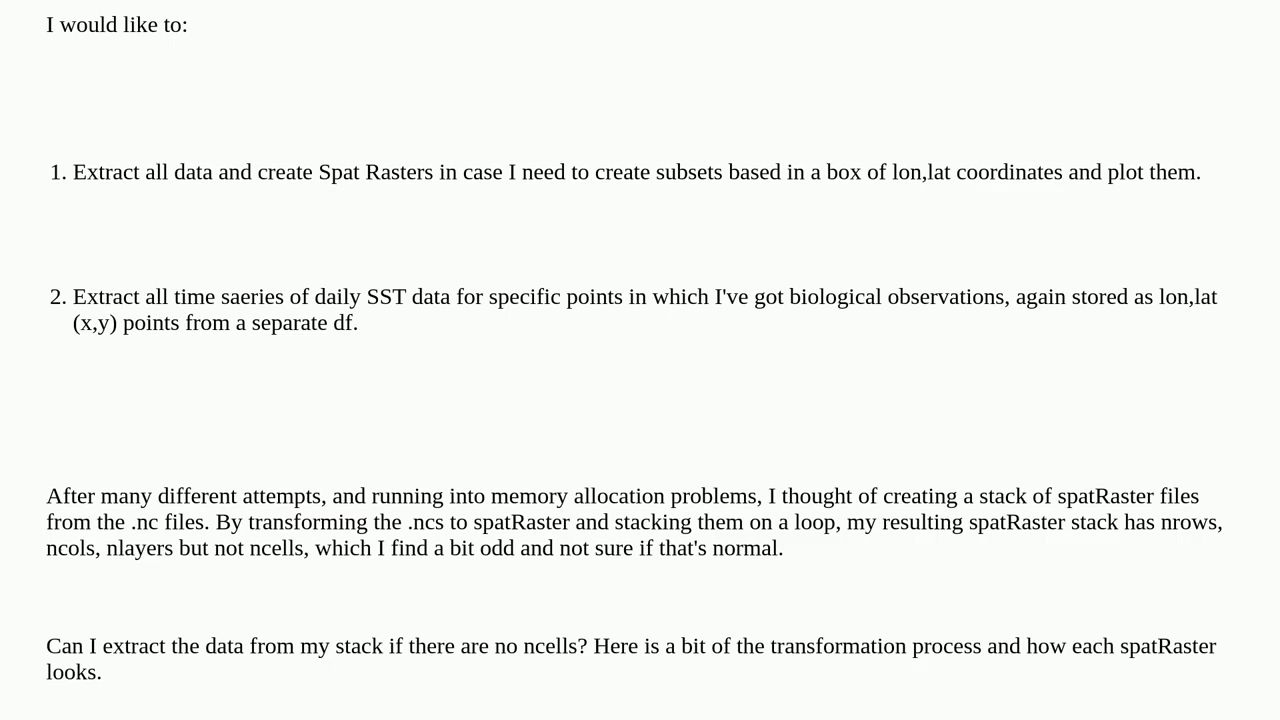 I would like to:
1. Extract all data and create Spat Rasters in case I need to create subsets based in a box of lon,lat coordinates and plot them.
2. Extract all time saeries of daily SST data for specific points in which I've got biological observations, again stored as lon,lat
(x,y) points from a separate df.
After many different attempts, and running into memory allocation problems, I thought of creating a stack of spatRaster files
from the .nc files. By transforming the .ncs to spatRaster and stacking them on a loop, my resulting spatRaster stack has nrows,
ncols, nlayers but not ncells, which I find a bit odd and not sure if that's normal.
Can I extract the data from my stack if there are no ncells? Here is a bit of the transformation process and how each spatRaster
looks.